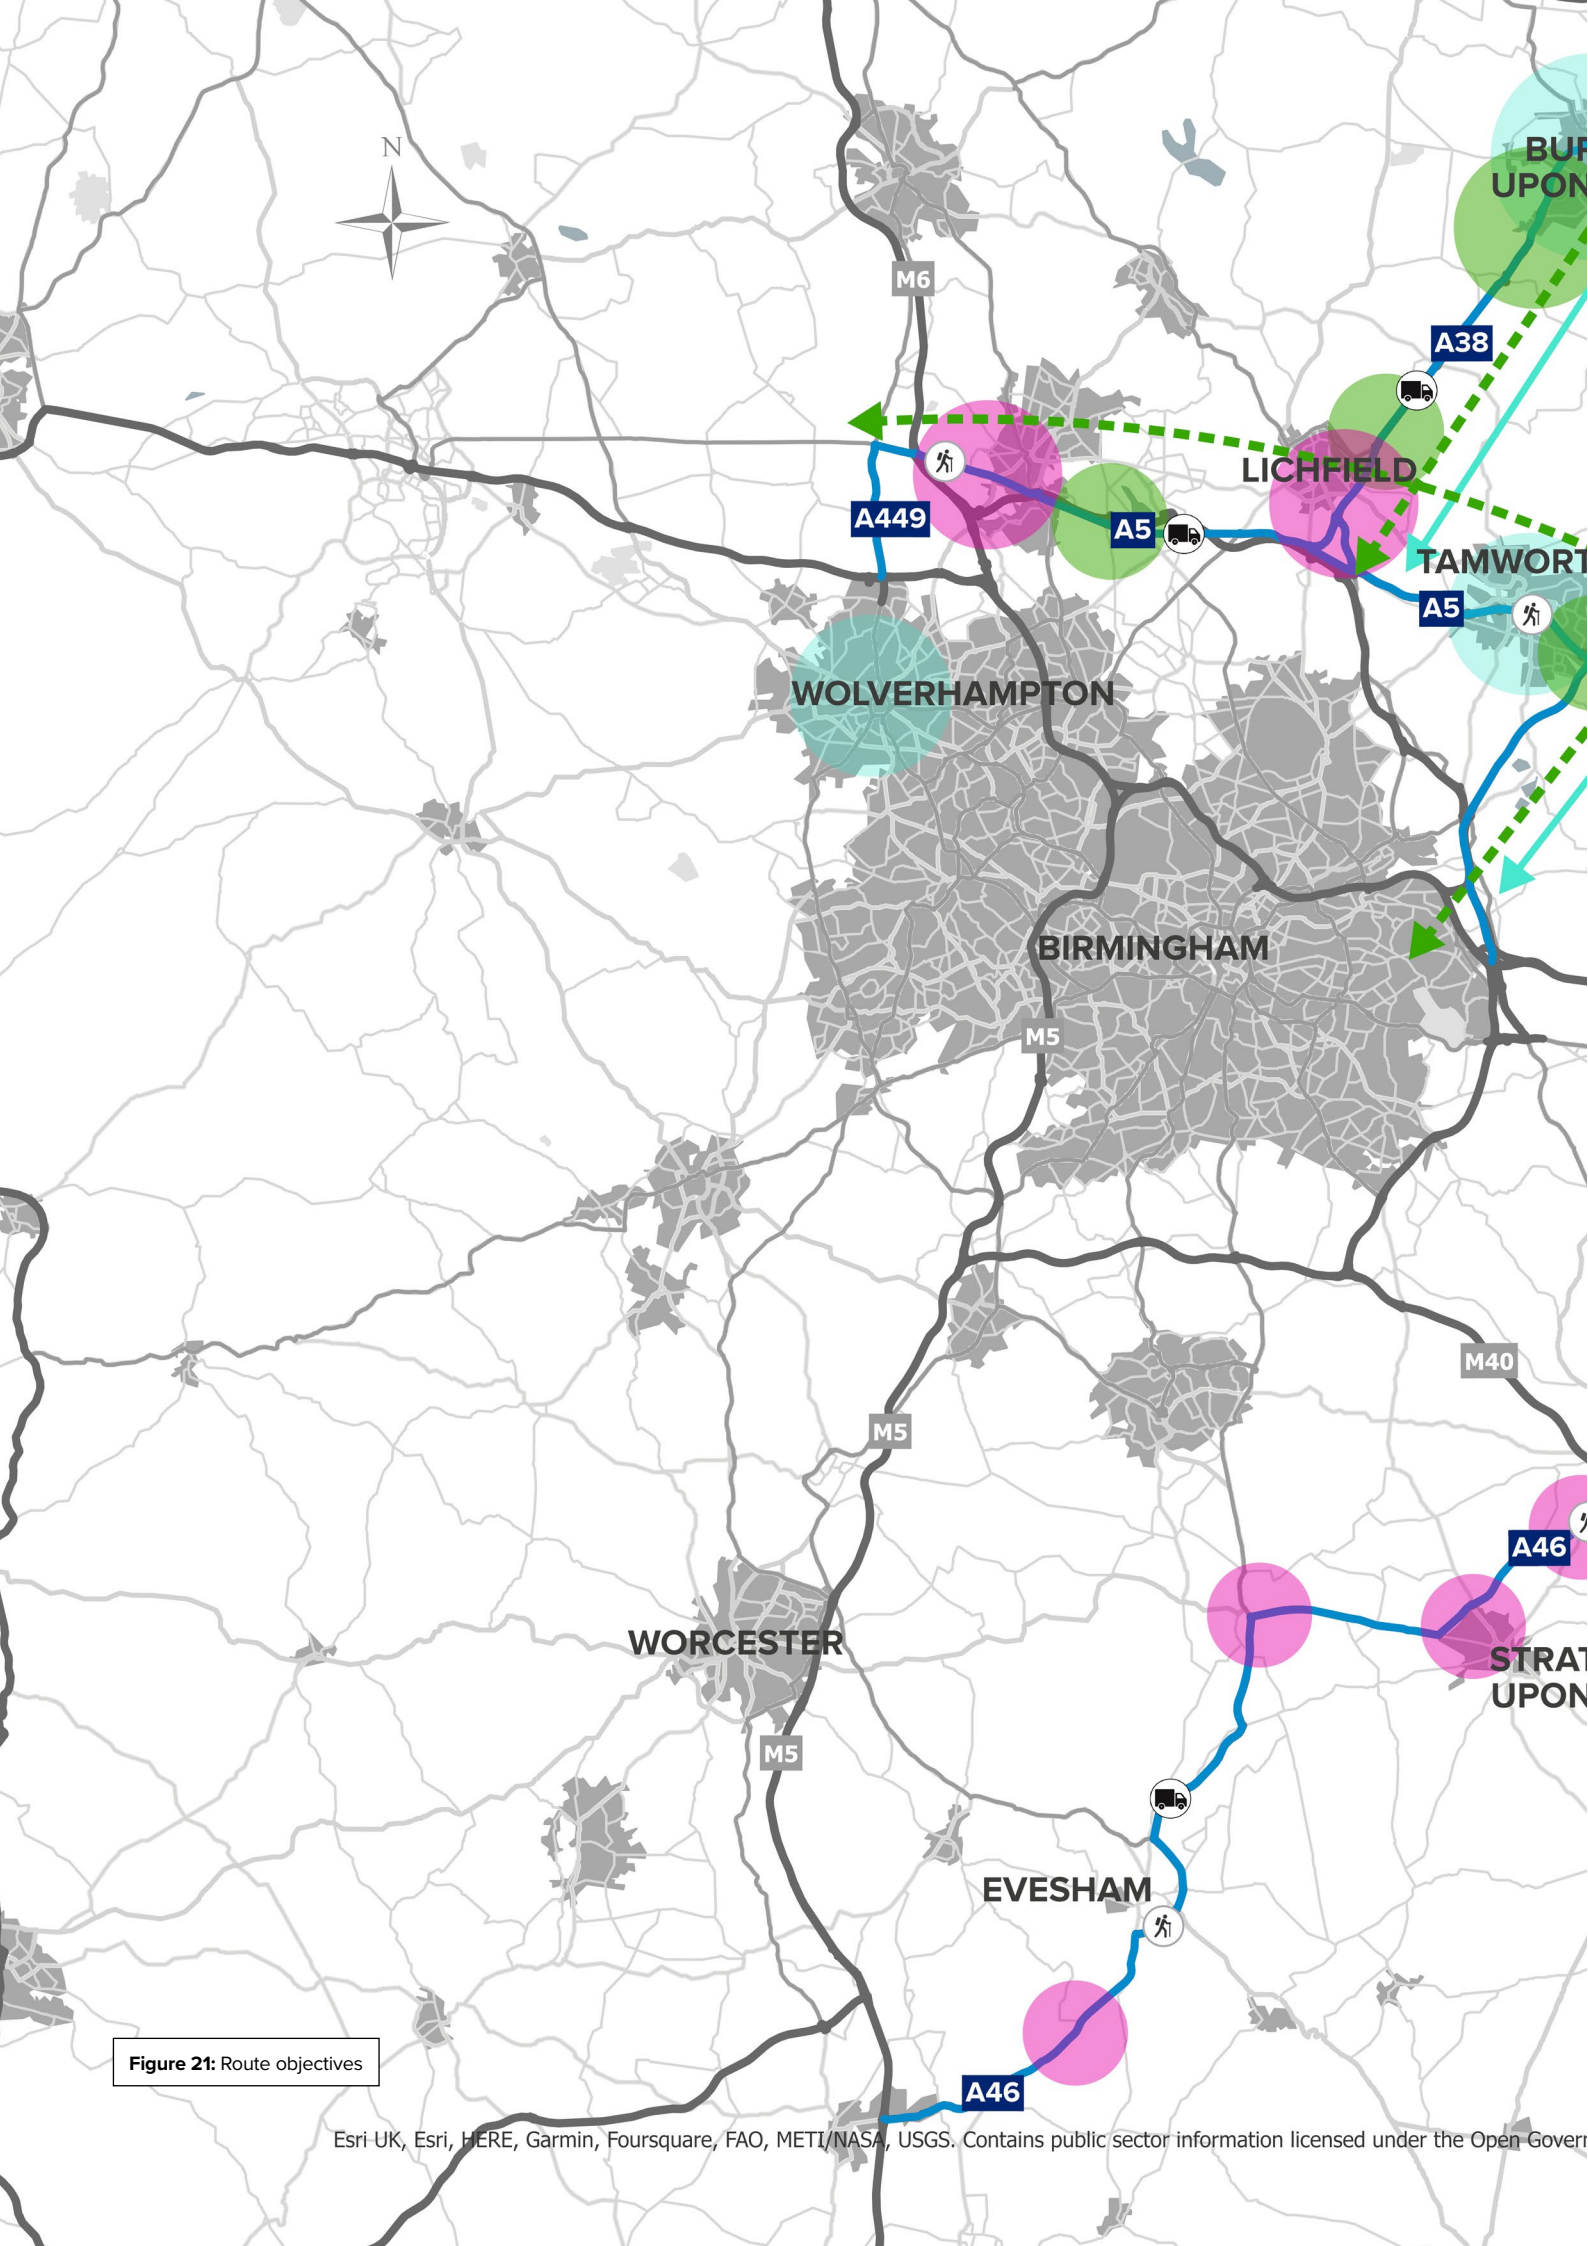 N
BUR
UPON
M6
A38
LICHFIELD
A449
A5
TAMWORT
A5
WOLVERHAMPTON
BIRMINGHAM
M5
M40
M5
A46
WORCESTER
STRAT
UPON
M5
EVESHAM
Figure 21: Route objectives
A46
Esri UK, Esri, HERE, Garmin, Foursquare, FAO, METI/NASA, USGS. Contains public sector information licensed under the Open Govern